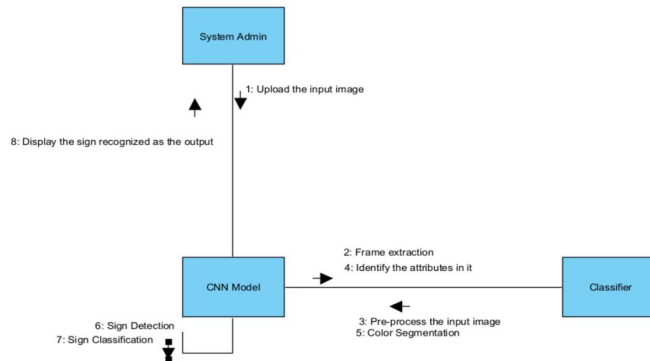 System Admin
1: Upload the input image
8: Display the sign recognized as the output
2: Frame extraction
4: Identify the attributes in it
CNN Model
Classifier
3: Pre-process the input image
5: Color Segmentation
6: Sign Detection
7: Sign Classification